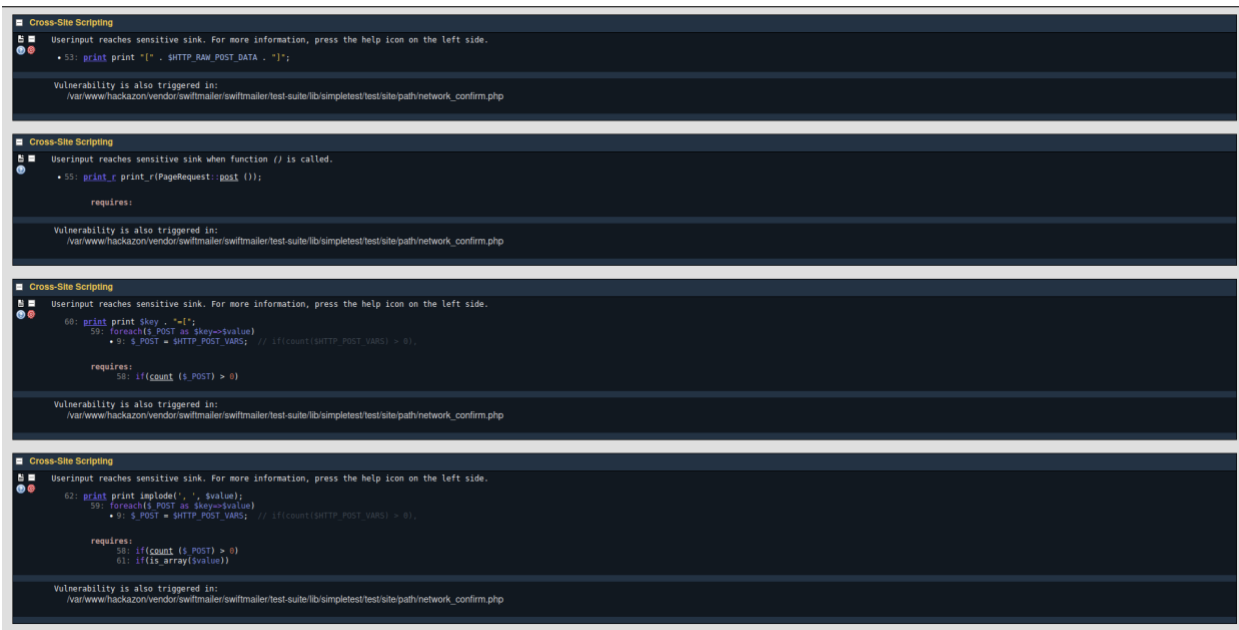 Cross-Site Scripting
Userinput reaches sensitive sink. For more information, press the help icon on the left side.
• 53: print print "[" . $HTTP_RAW_POST_DATA . "]";
Vulnerability is also triggered in:
/var/www/hackazon/vendor/swiftmailer/swiftmailer/test-suite/lib/simpletest/test/site/path/network_confirm.php
Cross-Site Scripting
Userinput reaches sensitive sink when function () is called.
• 55: print_r print_r(PageRequest::post ());
requires:
Vulnerability is also triggered in:
/var/www/hackazon/vendor/swiftmailer/swiftmailer/test-suite/lib/simpletest/test/site/path/network_confirm.php
Cross-Site Scripting
Userinput reaches sensitive sink. For more information, press the help icon on the left side.
60: print print $key . "=[";
59: foreach($_POST as $key=>$value)
• 9: $_POST = $HTTP_POST_VARS; // if(count($HTTP_POST_VARS) > 0),
requires:
58: if(count ($_POST) > 0)
Vulnerability is also triggered in:
/var/www/hackazon/vendor/swiftmailer/swiftmailer/test-suite/lib/simpletest/test/site/path/network_confirm.php
Cross-Site Scripting
Userinput reaches sensitive sink. For more information, press the help icon on the left side.
62: print print implode(', ', $value);
59: foreach($_POST as $key=>$value)
• 9: $_POST = $HTTP_POST_VARS; // if(count($HTTP_POST_VARS) > 0),
requires:
58: if(count ($_POST) > 0)
61: if(is_array($value))
Vulnerability is also triggered in:
/var/www/hackazon/vendor/swiftmailer/swiftmailer/test-suite/lib/simpletest/test/site/path/network_confirm.php